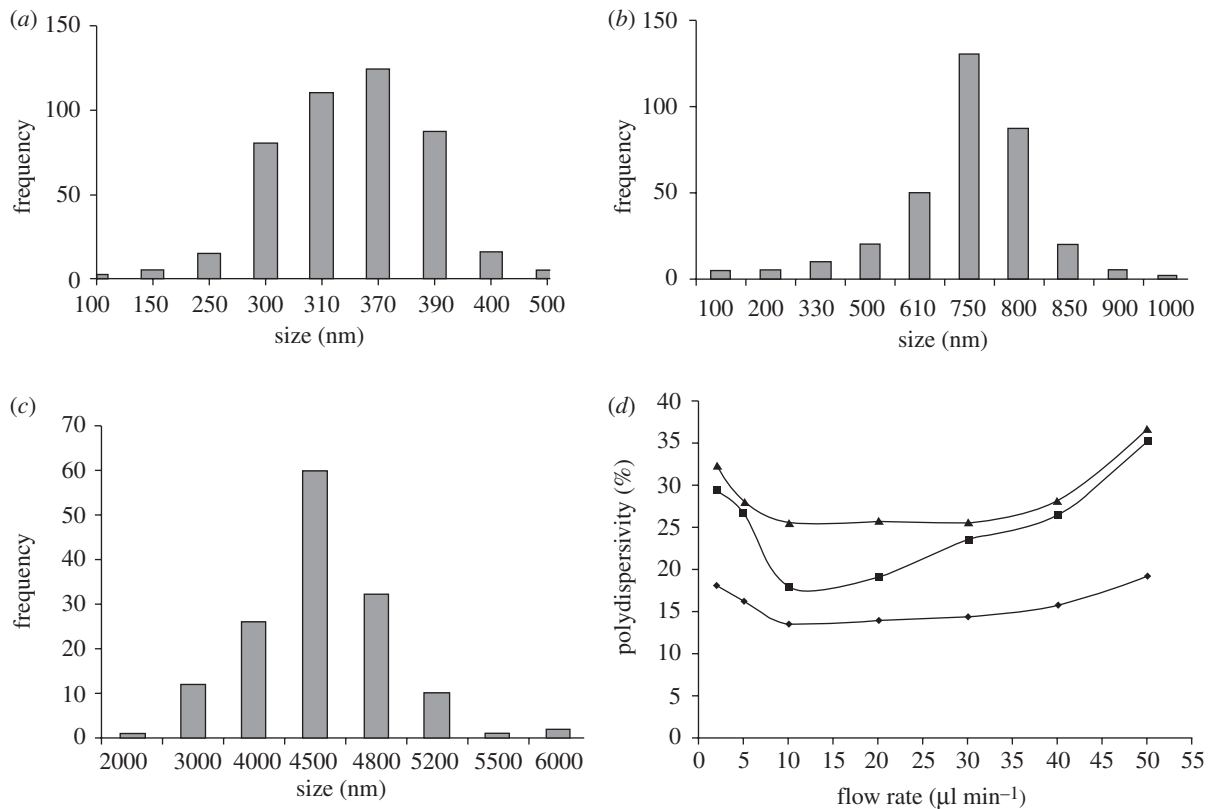 (a)
150
100
50
0
frequency
100 150 250 300 310 370 390 400 500
size (nm)
(b)
150
100
50
0
frequency
100 200 330 500 610 750 800 850 900 1000
size (nm)
(c)
70
60
50
40
30
20
10
0
frequency
2000 3000 4000 4500 4800 5200 5500 6000
size (nm)
(d)
40
35
30
25
20
15
10
5
0
polydispersivity (%)
0 5 10 15 20 25 30 35 40 45 50 55
flow rate (µl min⁻¹)